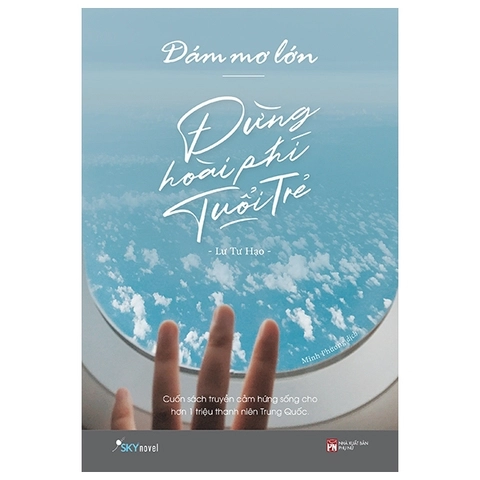 Dám mơ lớn
Đừng
hoài phí
Tuổi Trẻ
- Lư Tư Hạo -
Minh Phương dịch
Cuốn sách truyền cảm hứng sống cho
hơn 1 triệu thanh niên Trung Quốc.
SKYnovel
PN
NHÀ XUẤT BẢN
PHỤ NỮ